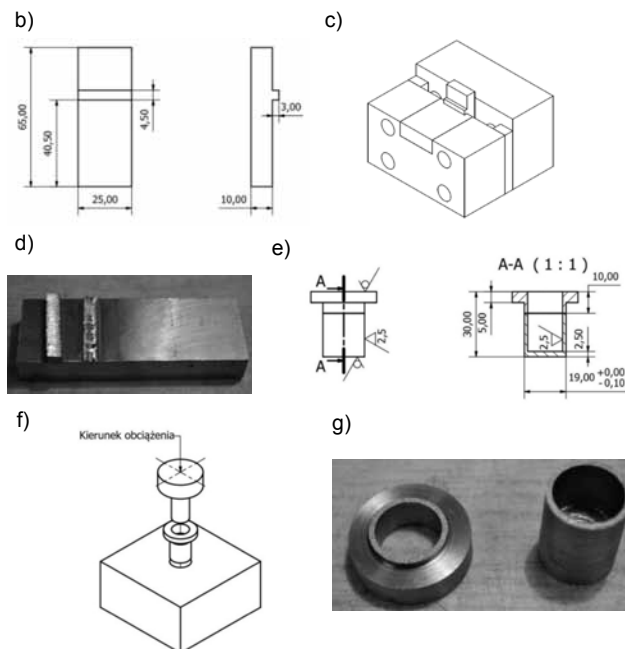 b)
65,00
40,50
4,50
25,00
3,00
10,00
c)
d)
e)
A
A
2,5
A-A ( 1 : 1 )
10,00
30,00
5,00
2,5
2,50
19,00 +0,00
-0,10
f)
Kierunek obciążenia
g)